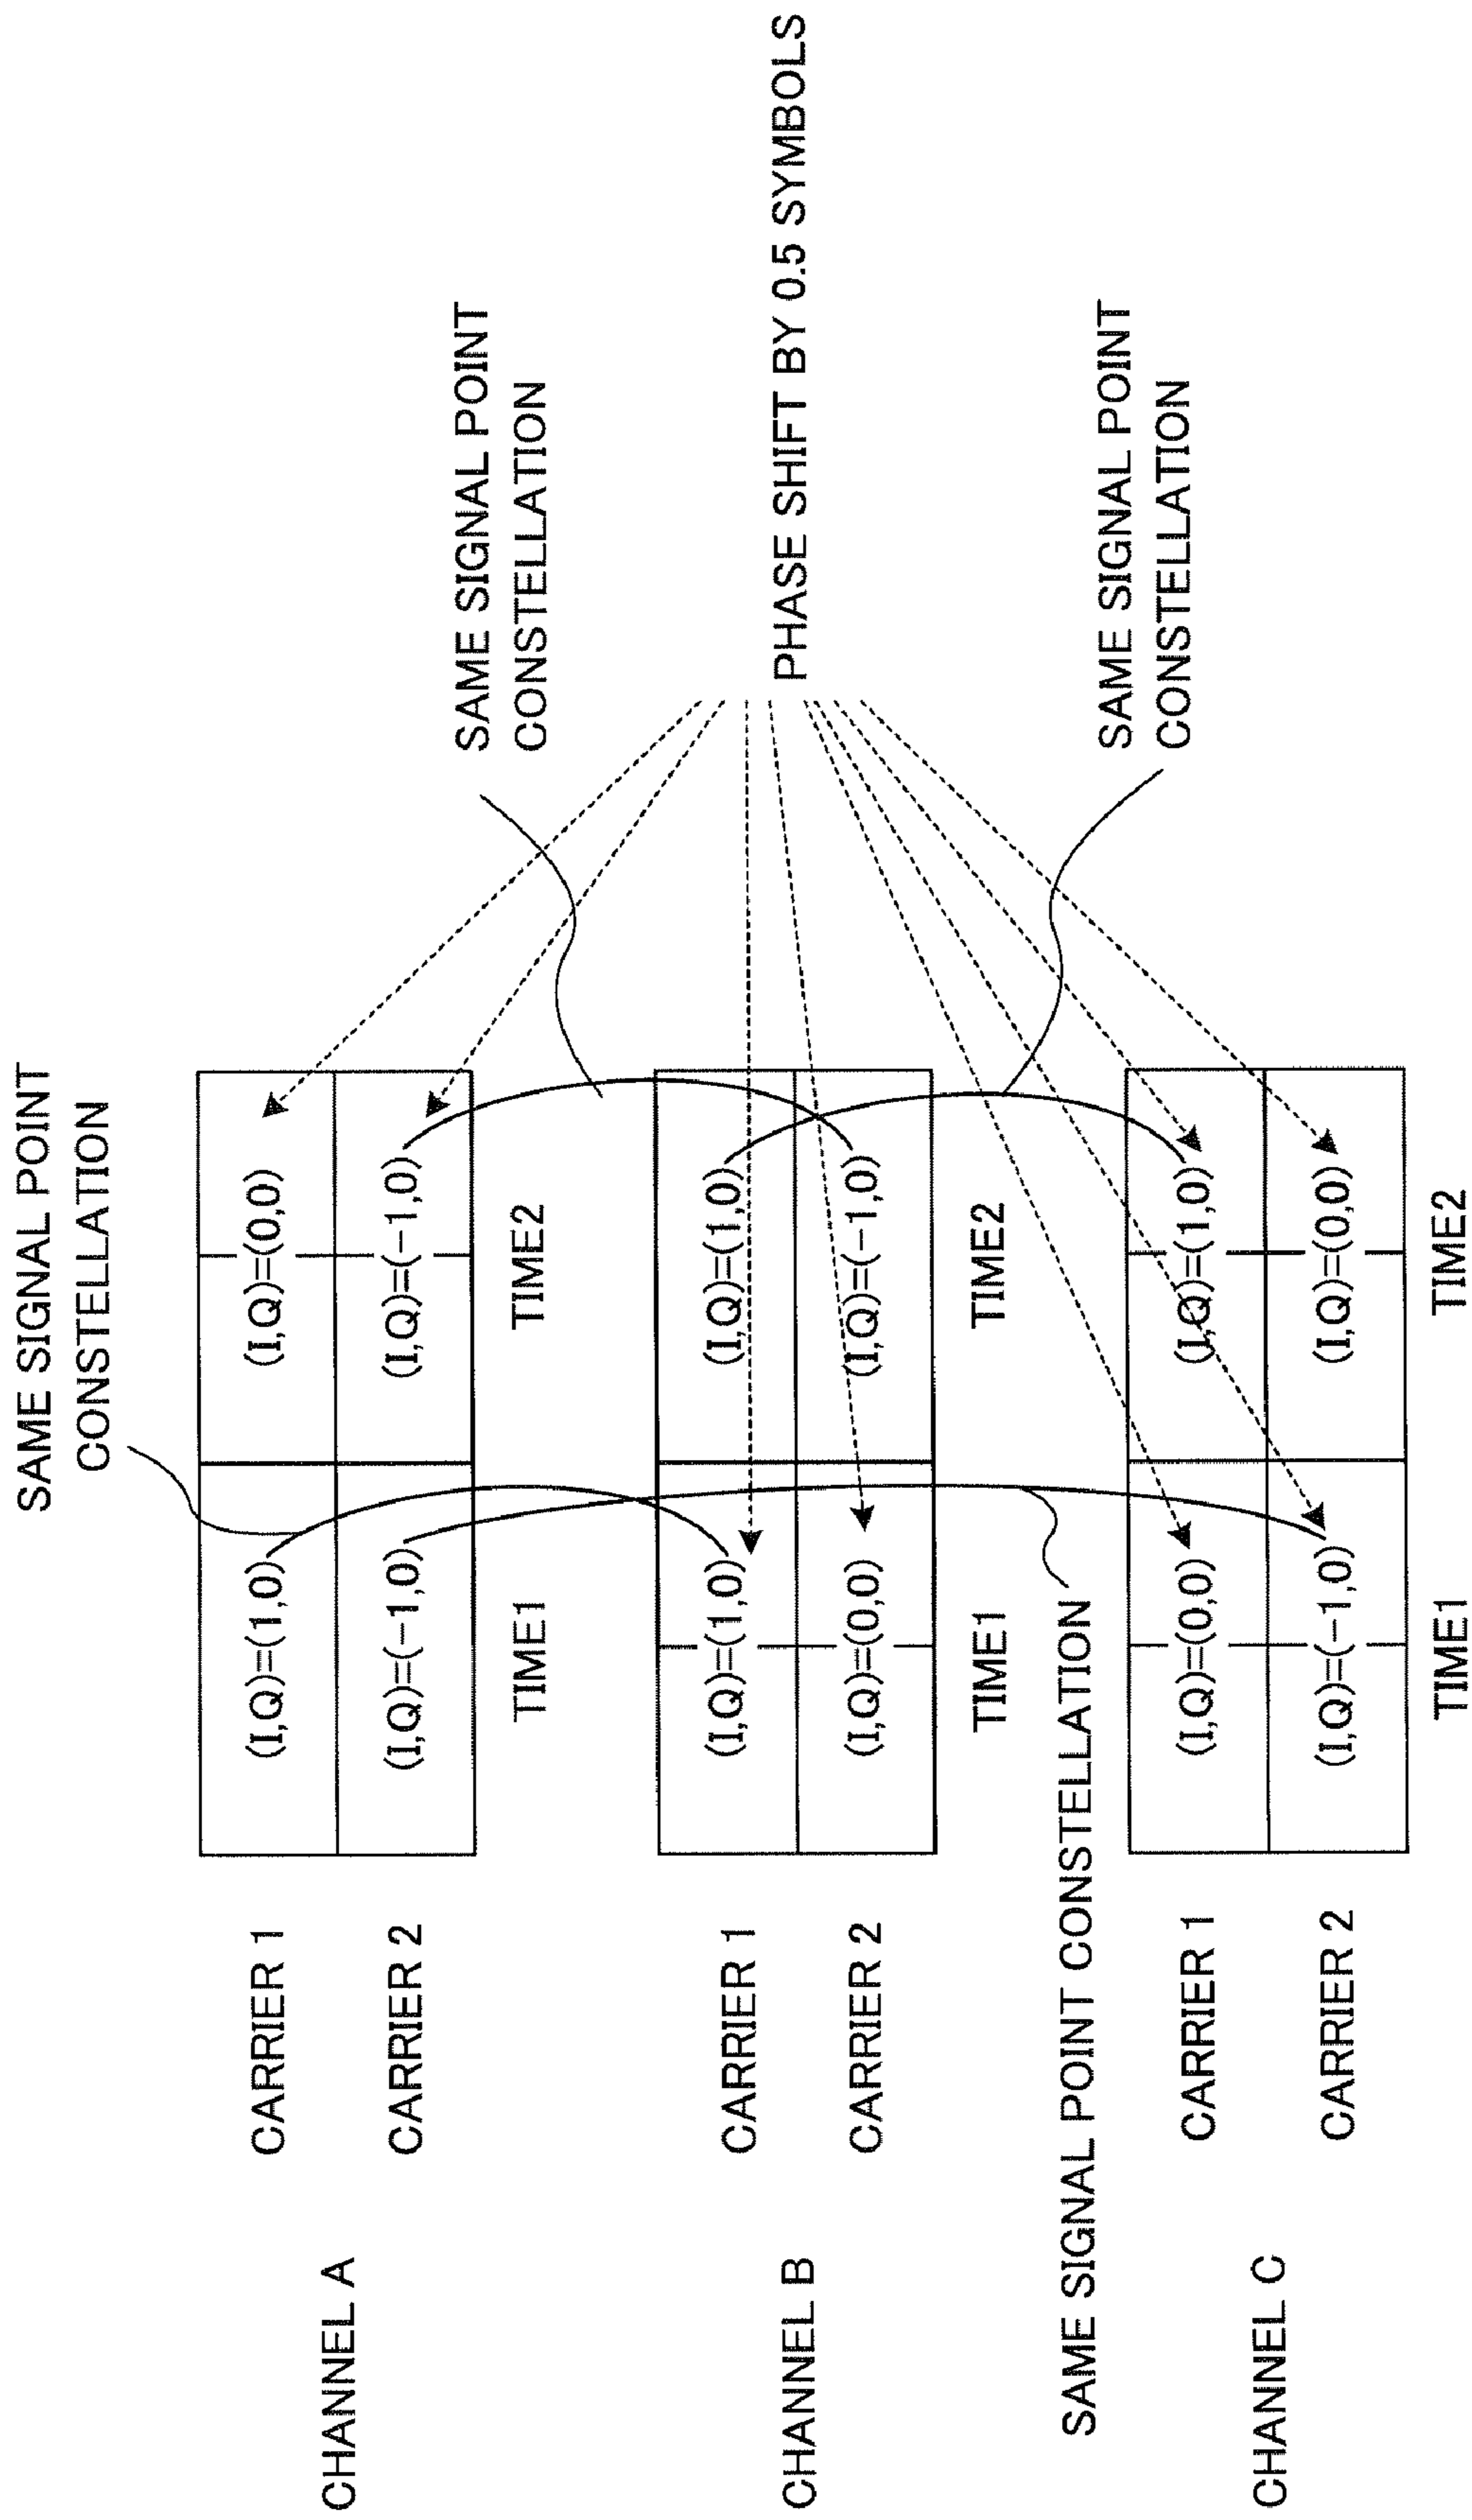 SAME SIGNAL POINT
CONSTELLATION
CHANNEL A
CARRIER 1
(I,Q)=(1,0)
(I,Q)=(0,0)
CARRIER 2
(I,Q)=(−1,0)
(I,Q)=(−1,0)
TIME1
TIME2
SAME SIGNAL POINT
CONSTELLATION
CHANNEL B
CARRIER 1
(I,Q)=(1,0)
(I,Q)=(1,0)
PHASE SHIFT BY 0.5 SYMBOLS
CARRIER 2
(I,Q)=(0,0)
(I,Q)=(−1,0)
TIME1
TIME2
SAME SIGNAL POINT CONSTELLATION
SAME SIGNAL POINT
CONSTELLATION
CHANNEL C
CARRIER 1
(I,Q)=(0,0)
(I,Q)=(1,0)
CARRIER 2
(I,Q)=(−1,0)
(I,Q)=(0,0)
TIME1
TIME2